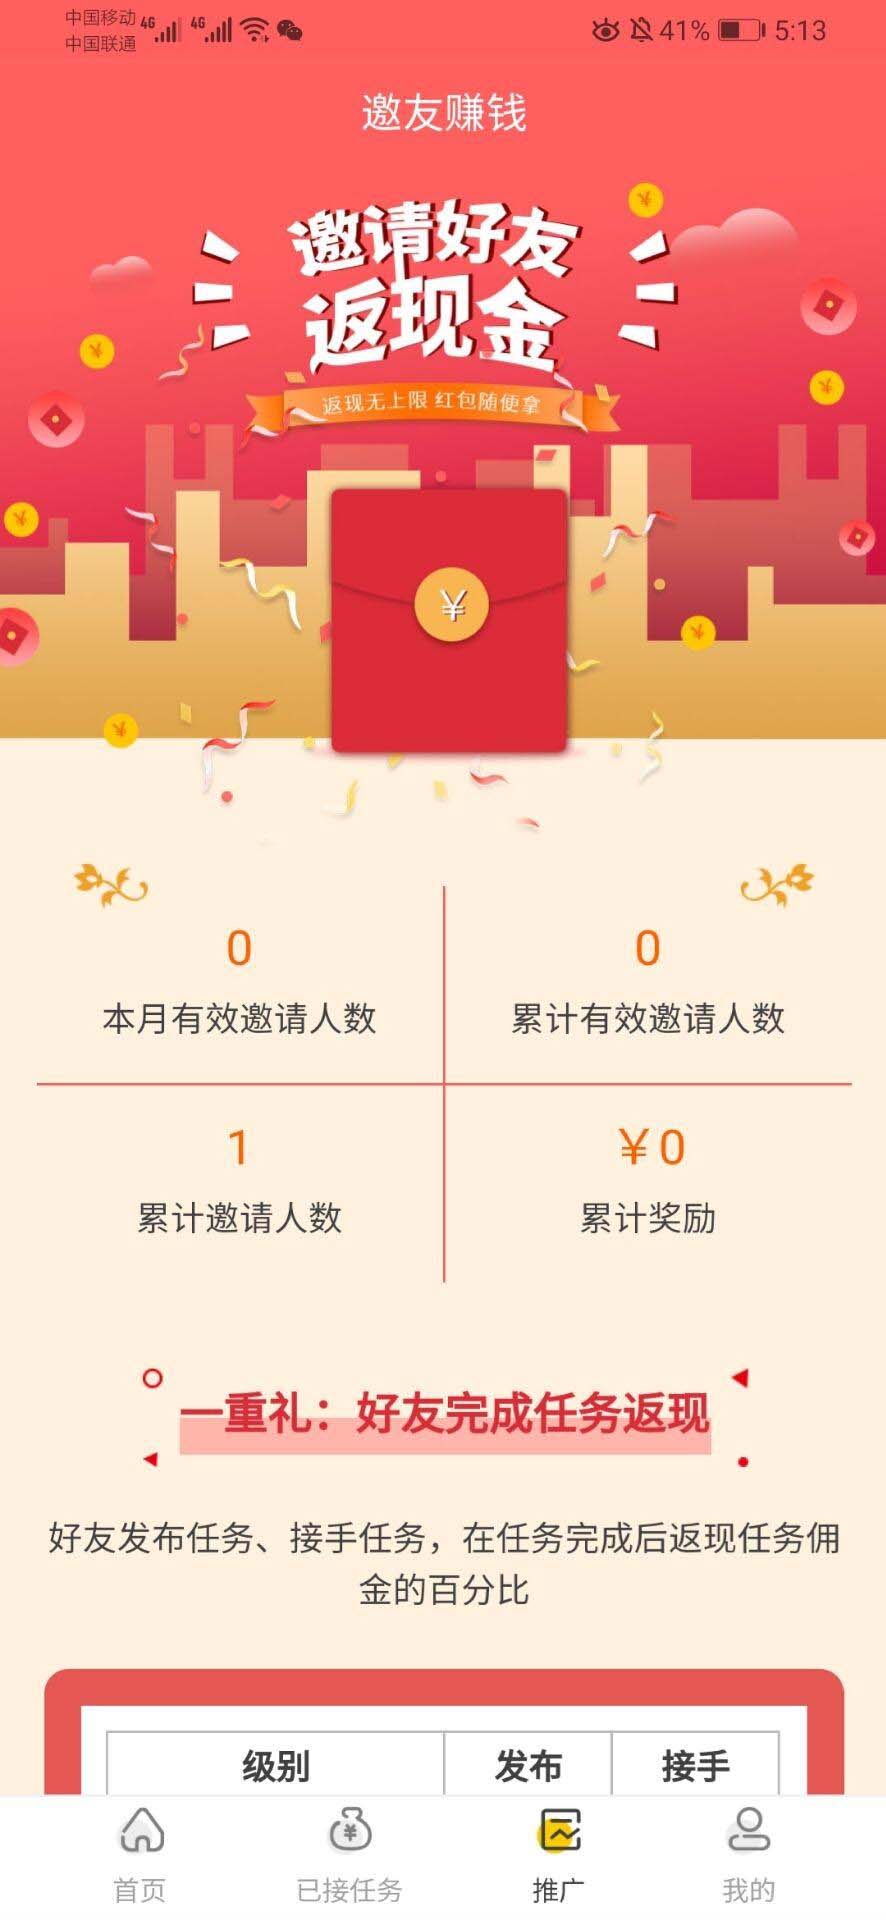 中国移动 4G 4G 41% 5:13
中国联通
邀友赚钱
邀请好友
返现金
返现无上限 红包随便拿
¥
0 0
本月有效邀请人数 累计有效邀请人数
1 ¥0
累计邀请人数 累计奖励
一重礼：好友完成任务返现
好友发布任务、接手任务，在任务完成后返现任务佣
金的百分比
级别 发布 接手
首页 已接任务 推广 我的